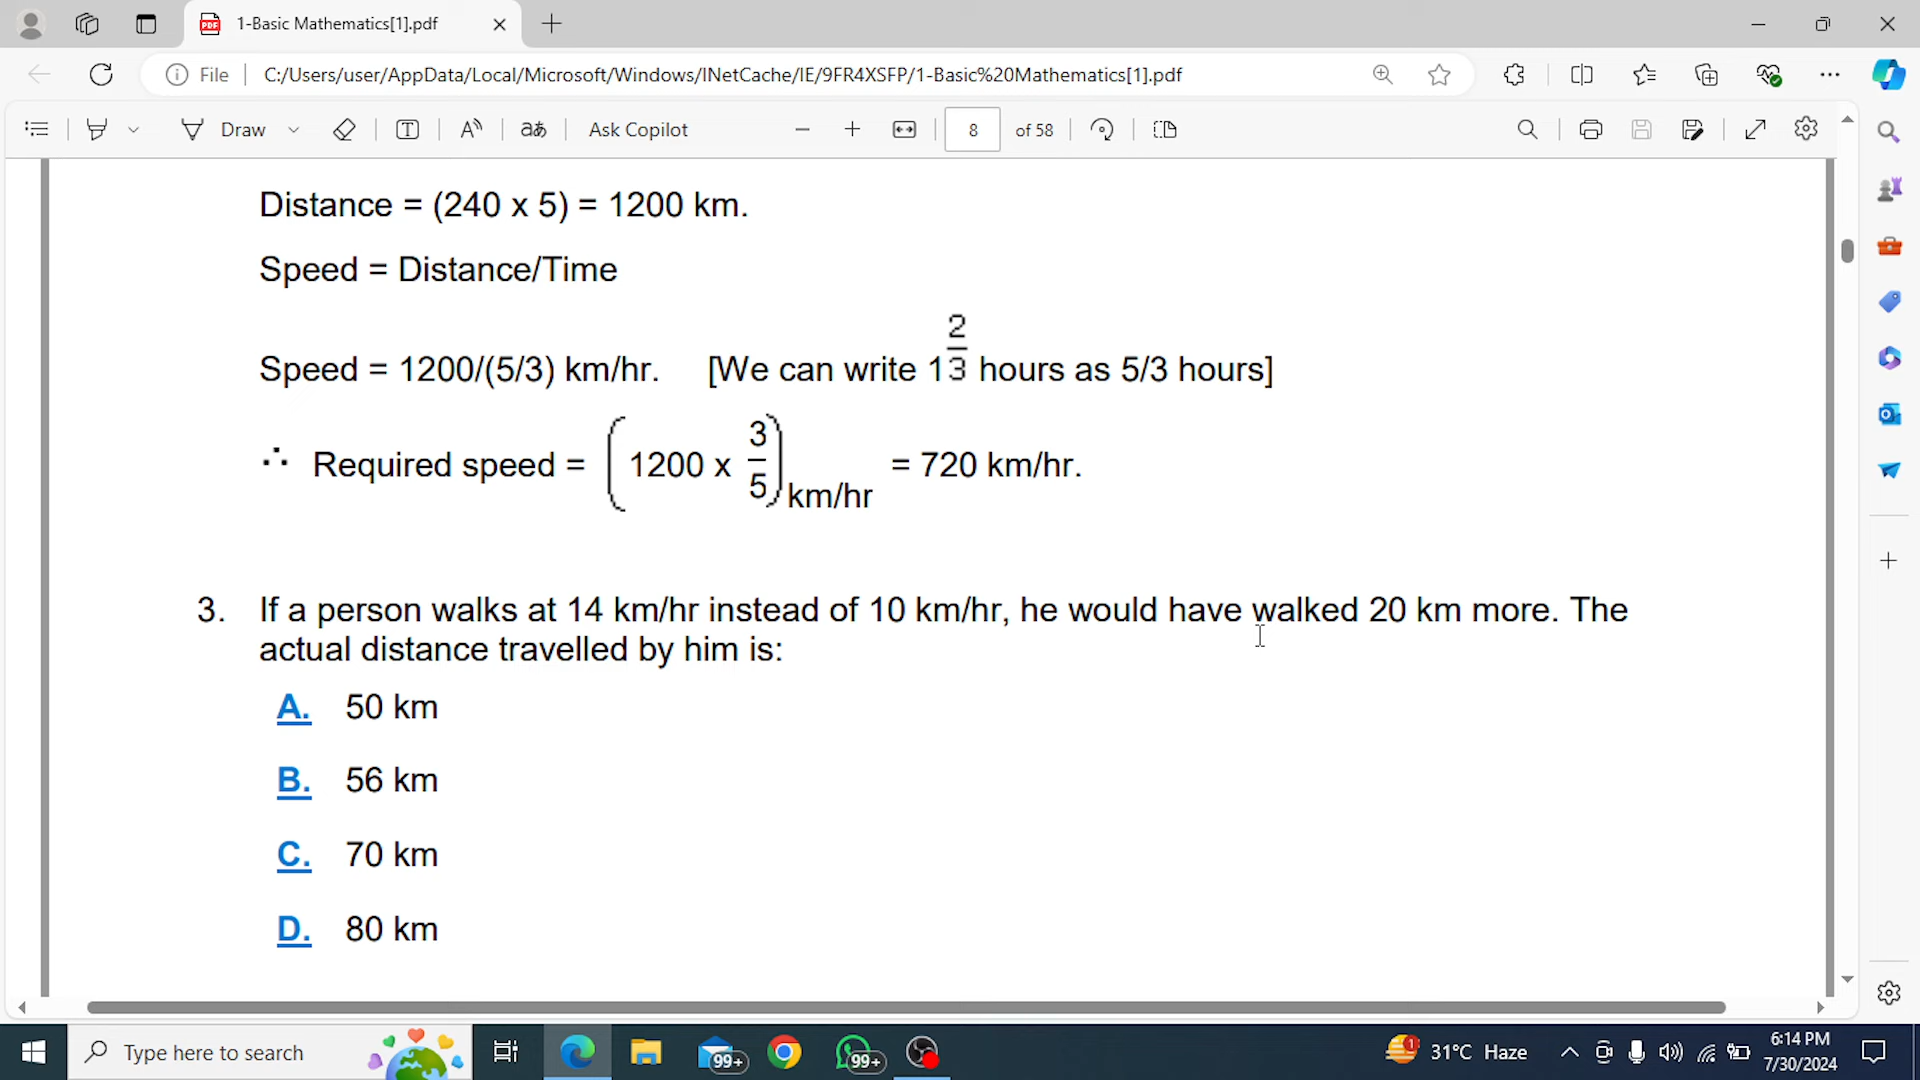 1-Basic Mathematics[1].pdf
File
C:/Users/user/AppData/Local/Microsoft/Windows/INetCache/IE/9FR4XSFP/1-Basic%20Mathematics[1].pdf
Draw
Ask Copilot
8 of 58
Distance = (240 x 5) = 1200 km.
Speed = Distance/Time
Speed = 1200/(5/3) km/hr. [We can write 1 2/3 hours as 5/3 hours]
∴ Required speed = (1200 x 3/5) km/hr = 720 km/hr.
3. If a person walks at 14 km/hr instead of 10 km/hr, he would have walked 20 km more. The
actual distance travelled by him is:
A. 50 km
B. 56 km
C. 70 km
D. 80 km
Type here to search
99+
99+
1
31°C Haze
6:14 PM
7/30/2024